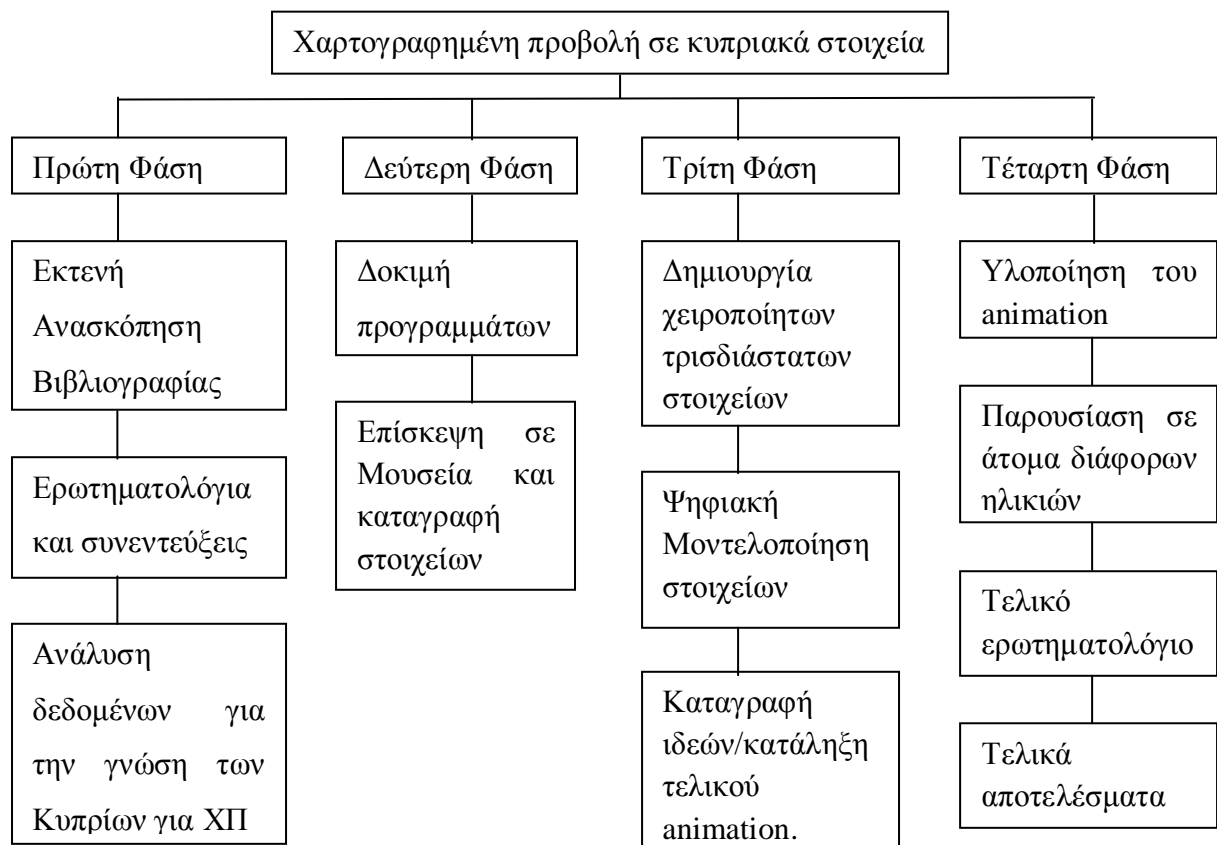 Χαρτογραφημένη προβολή σε κυπριακά στοιχεία
Πρώτη Φάση
Εκτενή
Ανασκόπηση
Βιβλιογραφίας
Ερωτηματολόγια
και συνεντεύξεις
Ανάλυση
δεδομένων για
την γνώση των
Κυπρίων για ΧΠ
Δεύτερη Φάση
Δοκιμή
προγραμμάτων
Επίσκεψη σε
Μουσεία και
καταγραφή
στοιχείων
Τρίτη Φάση
Δημιουργία
χειροποίητων
τρισδιάστατων
στοιχείων
Ψηφιακή
Μοντελοποίηση
στοιχείων
Καταγραφή
ιδεών/κατάληξη
τελικού
animation.
Τέταρτη Φάση
Υλοποίηση του
animation
Παρουσίαση σε
άτομα διάφορων
ηλικιών
Τελικό
ερωτηματολόγιο
Τελικά
αποτελέσματα